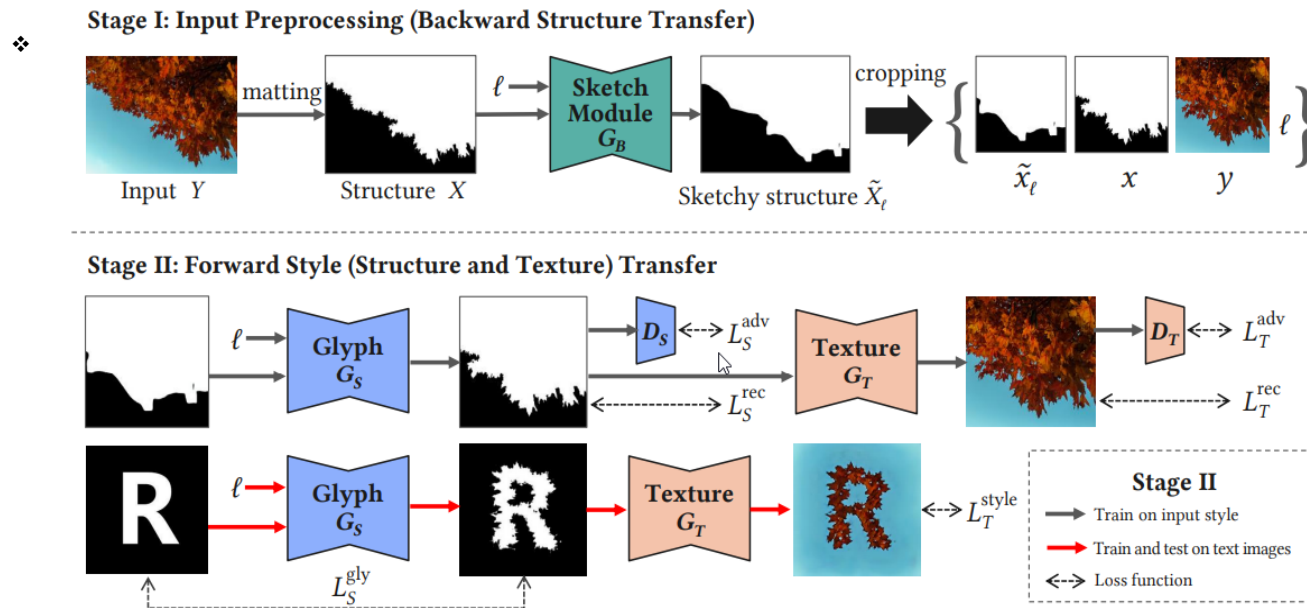 Stage I: Input Preprocessing (Backward Structure Transfer)
❖
matting
ℓ
Sketch
Module
G_B
cropping
{ } ℓ
Input Y
Structure X
Sketchy structure X̃_ℓ
x̃_ℓ x y
Stage II: Forward Style (Structure and Texture) Transfer
ℓ
Glyph
G_S
D_S
L_S^adv
L_S^rec
Texture
G_T
D_T
L_T^adv
L_T^rec
R
ℓ
Glyph
G_S
R
Texture
G_T
R
L_T^style
L_S^gly
Stage II
Train on input style
Train and test on text images
Loss function